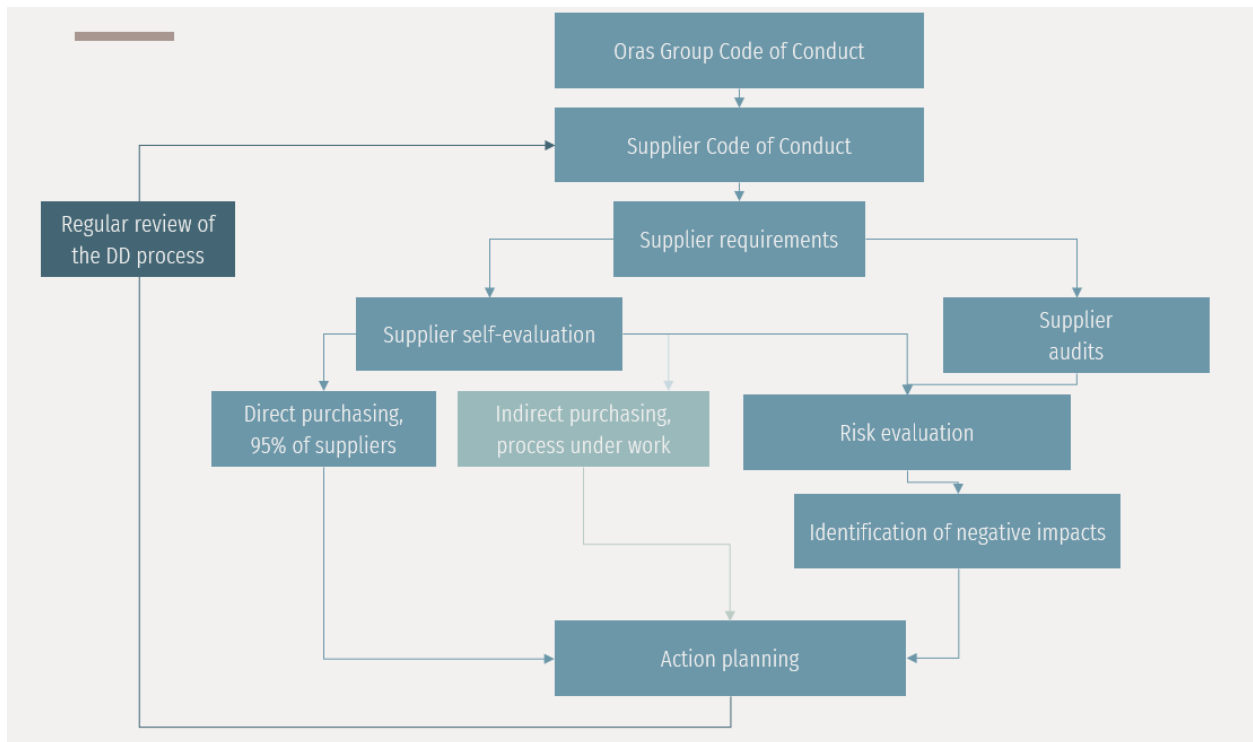 Oras Group Code of Conduct
Supplier Code of Conduct
Regular review of
the DD process
Supplier requirements
Supplier self-evaluation
Supplier
audits
Direct purchasing,
95% of suppliers
Indirect purchasing,
process under work
Risk evaluation
Identification of negative impacts
Action planning